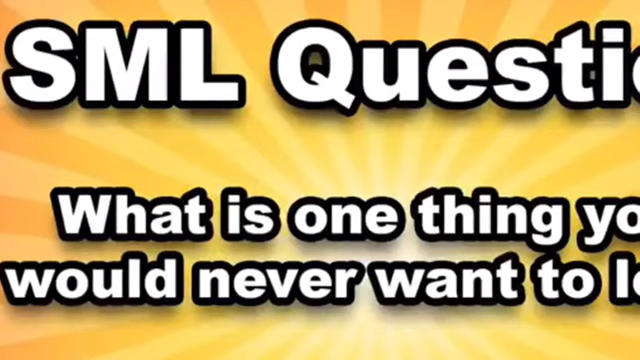 SML Questi
What is one thing yo
would never want to l